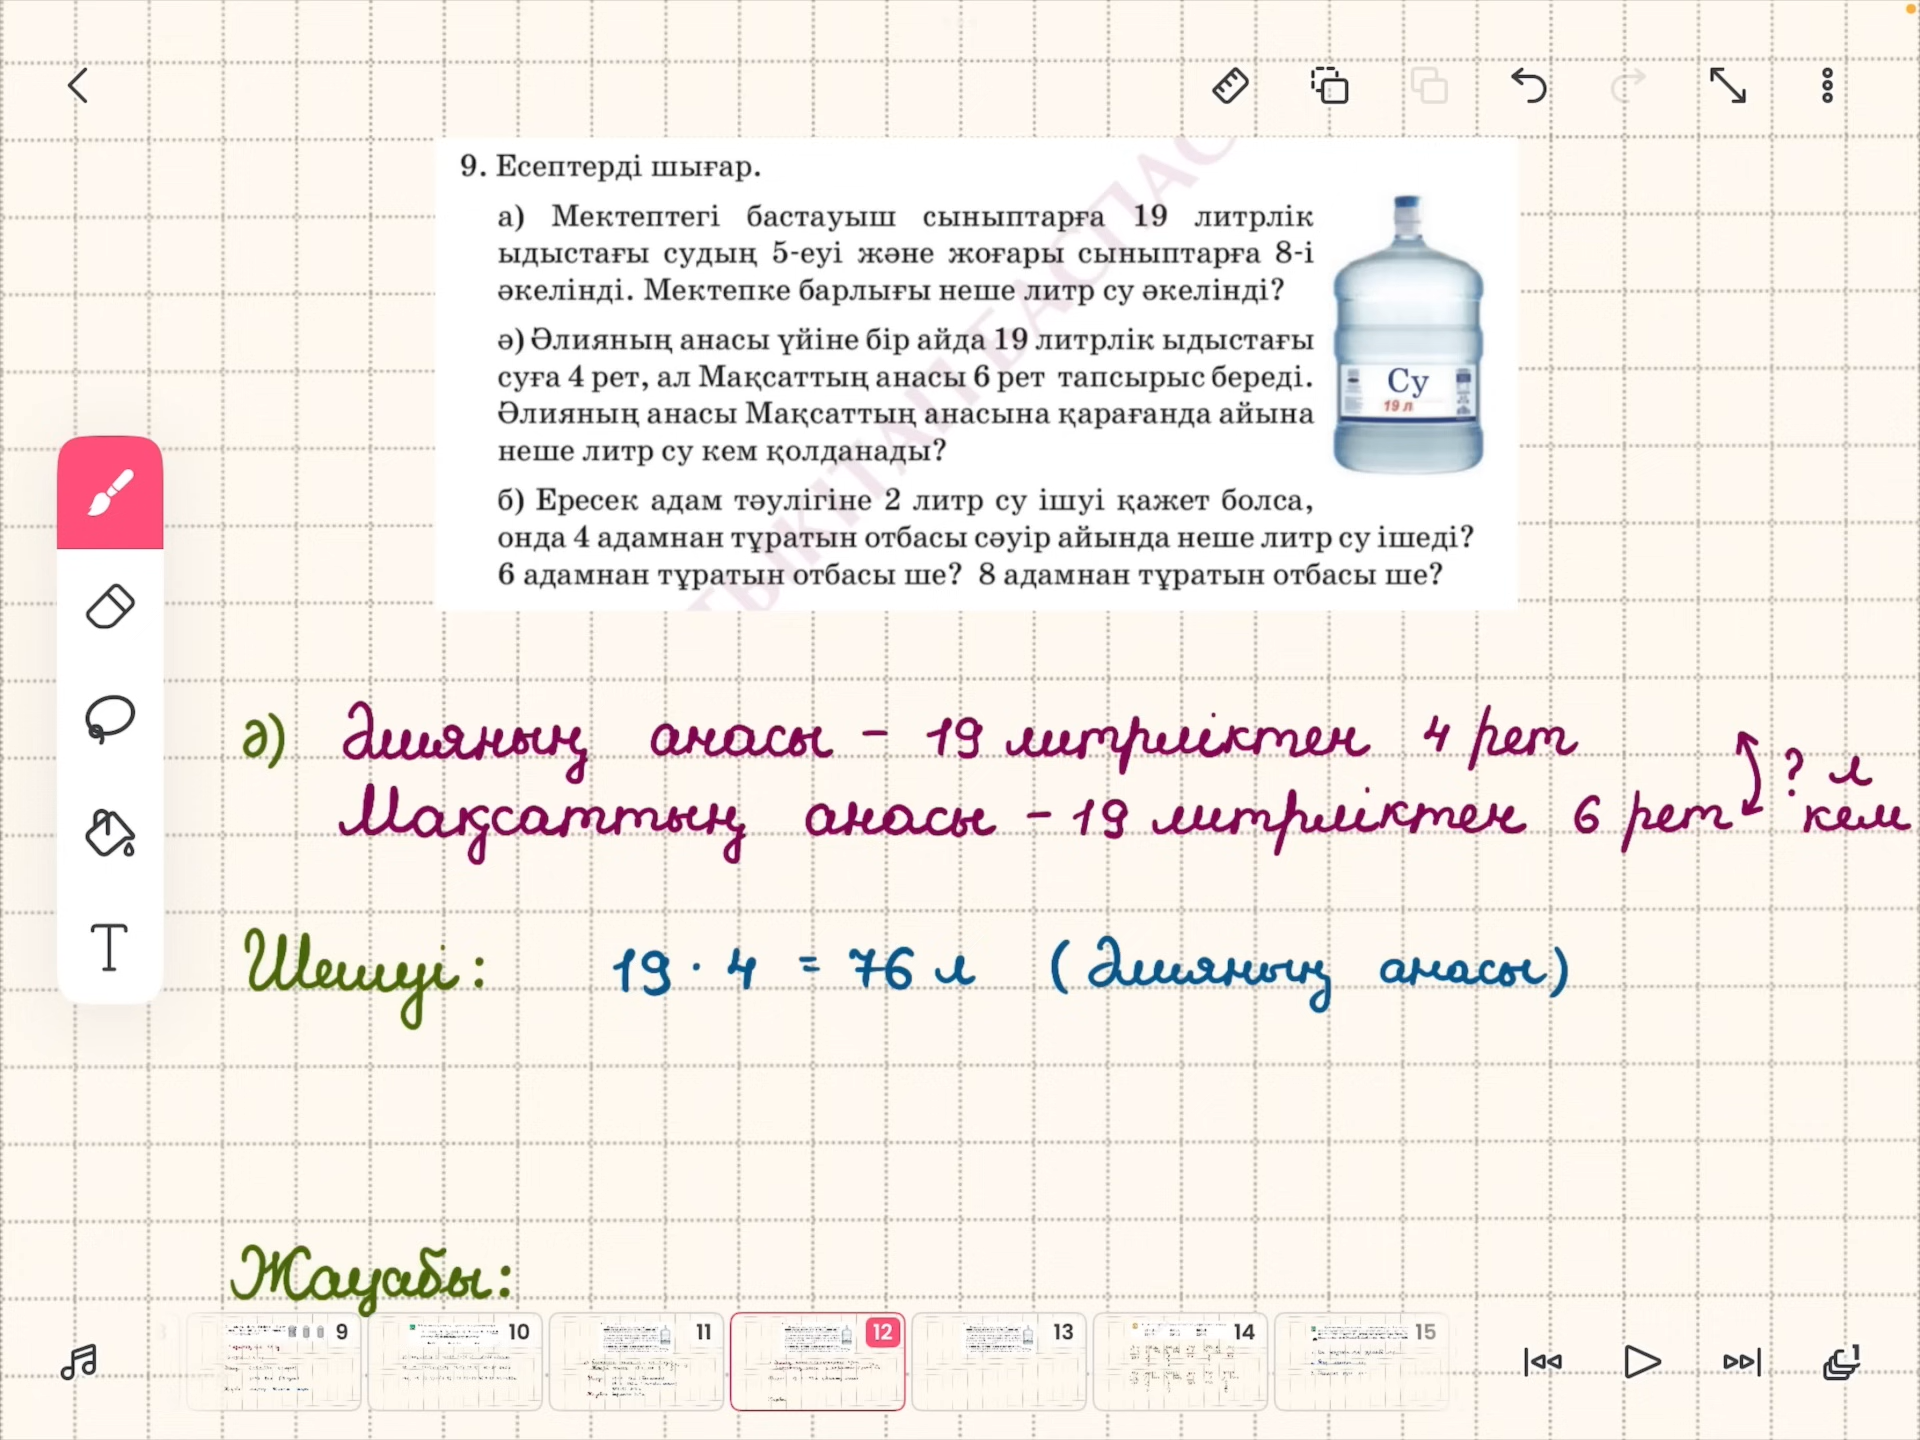 9. Есептерді шығар.
а) Мектептегі бастауыш сыныптарға 19 литрлік
ыдыстағы судың 5-еуі және жоғары сыныптарға 8-і
әкелінді. Мектепке барлығы неше литр су әкелінді?
ә) Әлияның анасы үйіне бір айда 19 литрлік ыдыстағы
суға 4 рет, ал Мақсаттың анасы 6 рет тапсырыс береді.
Әлияның анасы Мақсаттың анасына қарағанда айына
неше литр су кем қолданады?
Су
19 л
б) Ересек адам тәулігіне 2 литр су ішуі қажет болса,
онда 4 адамнан тұратын отбасы сәуір айында неше литр су ішеді?
6 адамнан тұратын отбасы ше? 8 адамнан тұратын отбасы ше?
ә) Әлияның анасы – 19 литрліктен 4 рет
Мақсаттың анасы – 19 литрліктен 6 рет
? л
кем
Шешуі: 19 · 4 = 76 л (Әлияның анасы)
Жауабы:
T
9 10 11 12 13 14 15
1